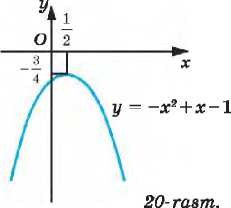 y
1/2
O
x
-3/4
y = -x²+x-1
20-rasm.